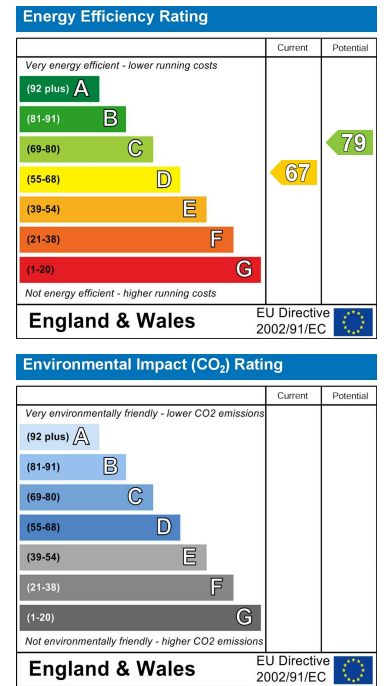 Energy Efficiency Rating
Current Potential
Very energy efficient - lower running costs
(92 plus) A
(81-91) B
(69-80) C
79
(55-68) D
67
(39-54) E
(21-38) F
(1-20) G
Not energy efficient - higher running costs
England & Wales
EU Directive
2002/91/EC
Environmental Impact (CO₂) Rating
Current Potential
Very environmentally friendly - lower CO2 emissions
(92 plus) A
(81-91) B
(69-80) C
(55-68) D
(39-54) E
(21-38) F
(1-20) G
Not environmentally friendly - higher CO2 emissions
England & Wales
EU Directive
2002/91/EC